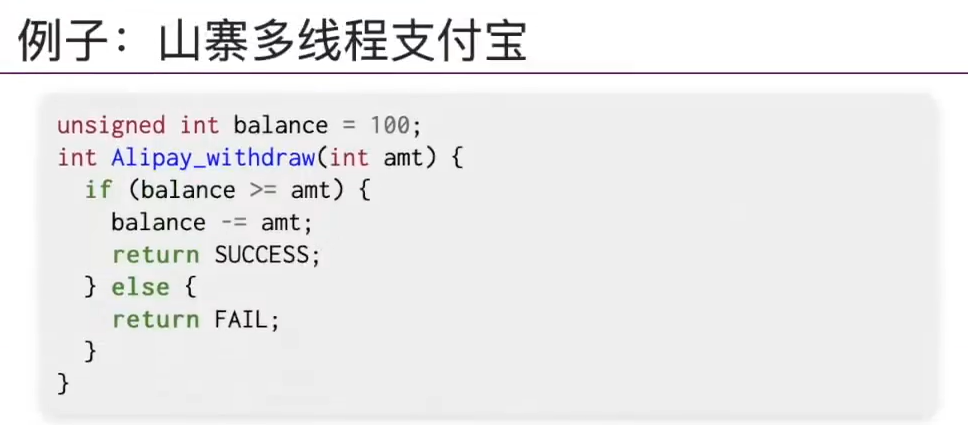 例子：山寨多线程支付宝
unsigned int balance = 100;
int Alipay_withdraw(int amt) {
  if (balance >= amt) {
    balance -= amt;
    return SUCCESS;
  } else {
    return FAIL;
  }
}